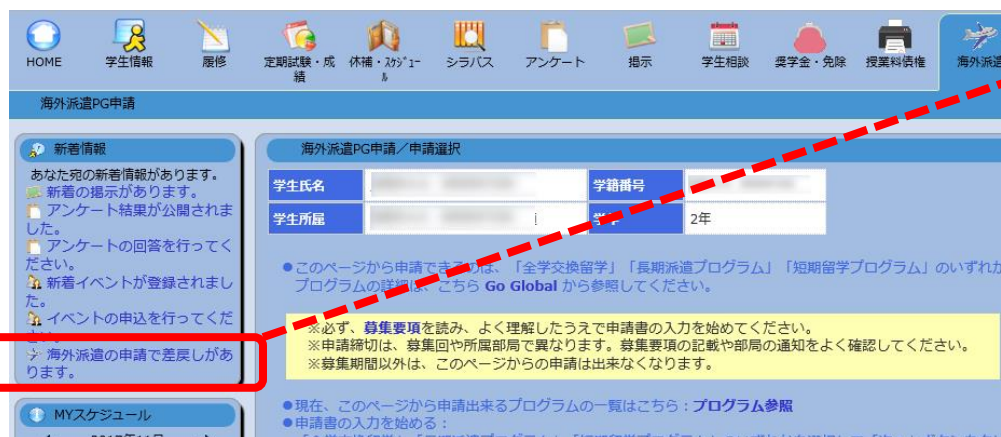 HOME
学生情報
履修
定期試験・成績
休補・ｽｹｼﾞｭｰﾙ
シラバス
アンケート
掲示
学生相談
奨学金・免除
授業料債権
海外派遣
海外派遣PG申請
新着情報
あなた宛の新着情報があります。
新着の掲示があります。
アンケート結果が公開されま
した。
アンケートの回答を行ってく
ださい。
新着イベントが登録されまし
た。
イベントの申込を行ってくだ
海外派遣の申請で差戻しがあ
ります。
MYスケジュール
2017年11月
海外派遣PG申請／申請選択
学生氏名
学籍番号
学生所属
2年
●このページから申請できるのは、「全学交換留学」「長期派遣プログラム」「短期留学プログラム」のいずれか
プログラムの詳細は、こちら Go Global から参照してください。
※必ず、募集要項を読み、よく理解したうえで申請書の入力を始めてください。
※申請締切は、募集回や所属部局で異なります。募集要項の記載や部局の通知をよく確認してください。
※募集期間以外は、このページからの申請は出来なくなります。
●現在、このページから申請出来るプログラムの一覧はこちら：プログラム参照
●申請書の入力を始める：